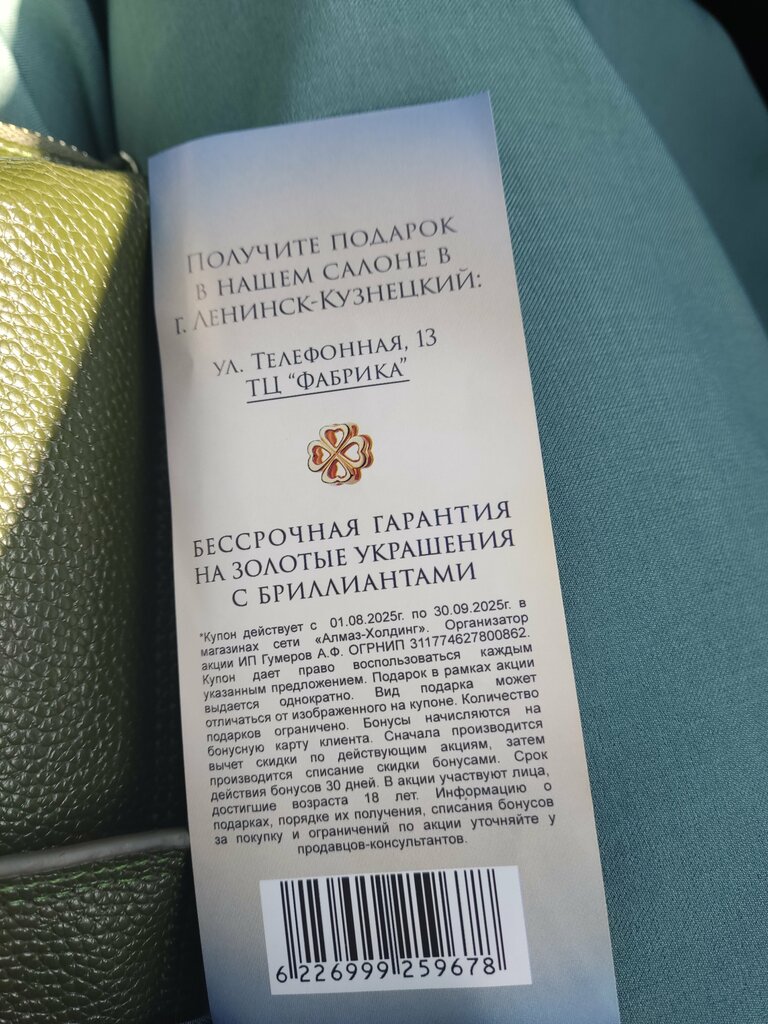 Получите подарок
в нашем салоне в
г. Ленинск-Кузнецкий:
ул. Телефонная, 13
ТЦ "Фабрика"
БЕССРОЧНАЯ ГАРАНТИЯ
НА ЗОЛОТЫЕ УКРАШЕНИЯ
С БРИЛЛИАНТАМИ
*Купон действует с 01.08.2025г. по 30.09.2025г. в
магазинах сети «Алмаз-Холдинг». Организатор
акции ИП Гумеров А.Ф. ОГРНИП 311774627800862.
Купон дает право воспользоваться каждым
указанным предложением. Подарок в рамках акции
выдается однократно. Вид подарка может
отличаться от изображенного на купоне. Количество
подарков ограничено. Бонусы начисляются на
бонусную карту клиента. Сначала производится
вычет скидки по действующим акциям, затем
производится списание скидки бонусами. Срок
действия бонусов 30 дней. В акции участвуют лица,
достигшие возраста 18 лет. Информацию о
подарках, порядке их получения, списания бонусов
за покупку и ограничений по акции уточняйте у
продавцов-консультантов.
6 226999 259678